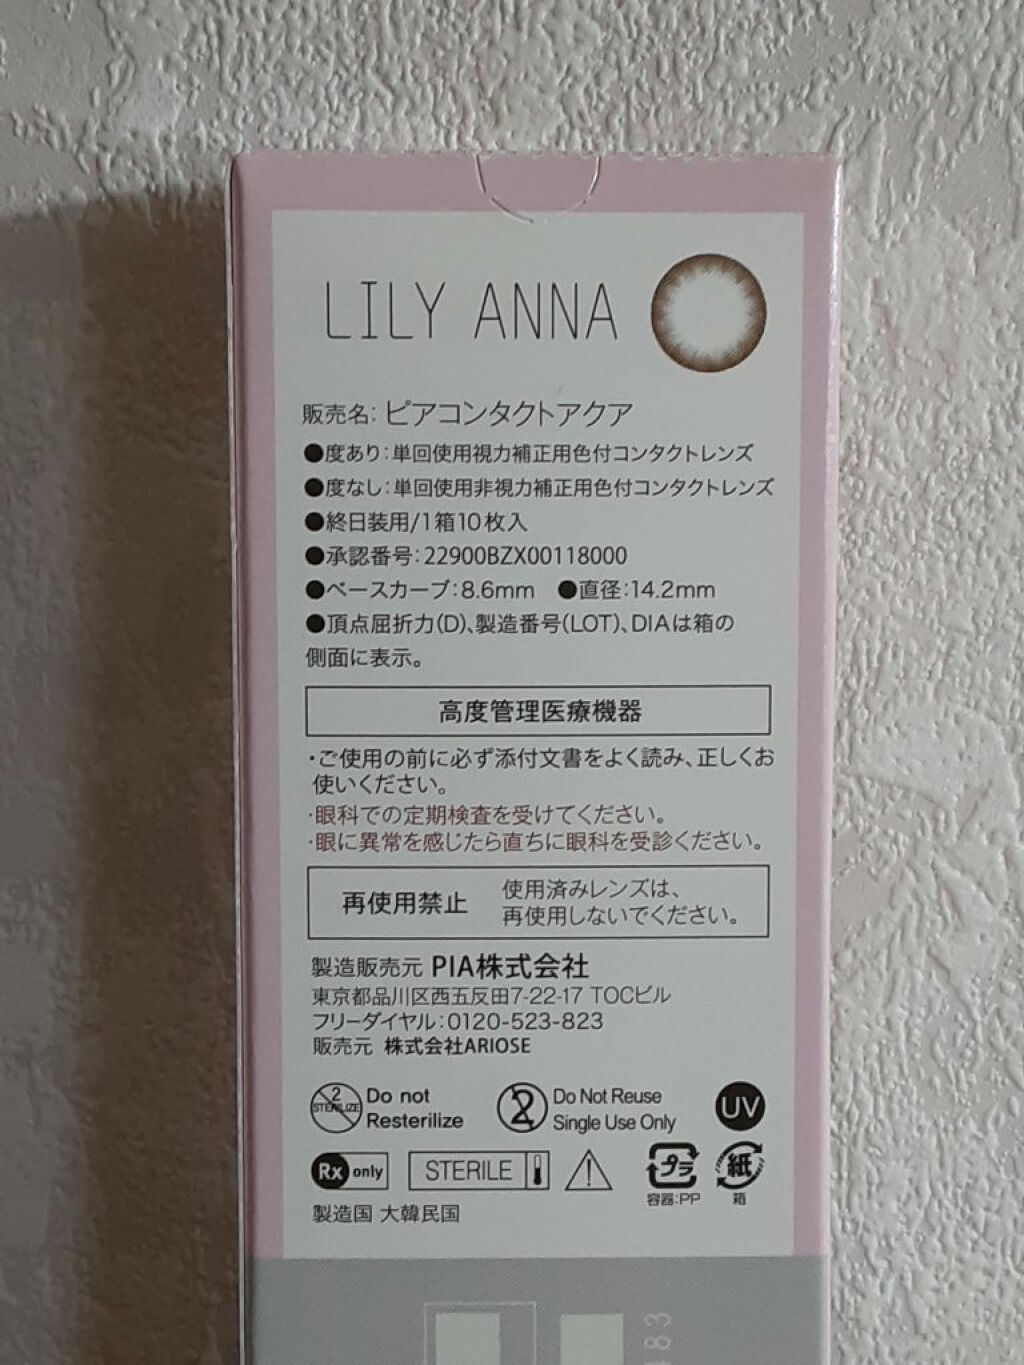 LILY ANNA
販売名:ピアコンタクトアクア
●度あり:単回使用視力補正用色付コンタクトレンズ
●度なし:単回使用非視力補正用色付コンタクトレンズ
●終日装用/1箱10枚入
●承認番号:22900BZX00118000
●ベースカーブ:8.6mm ●直径:14.2mm
●頂点屈折力(D)、製造番号(LOT)、DIAは箱の
側面に表示。
高度管理医療機器
・ご使用の前に必ず添付文書をよく読み、正しくお
使いください。
・眼科での定期検査を受けてください。
・眼に異常を感じたら直ちに眼科を受診ください。
再使用禁止
使用済みレンズは、
再使用しないでください。
製造販売元 PIA株式会社
東京都品川区西五反田7-22-17 TOCビル
フリーダイヤル:0120-523-823
販売元 株式会社ARIOSE
2
STERILIZE
Do not
Resterilize
2
Do Not Reuse
Single Use Only
UV
Rx only
STERILE
プラ
容器:PP
紙
箱
製造国 大韓民国